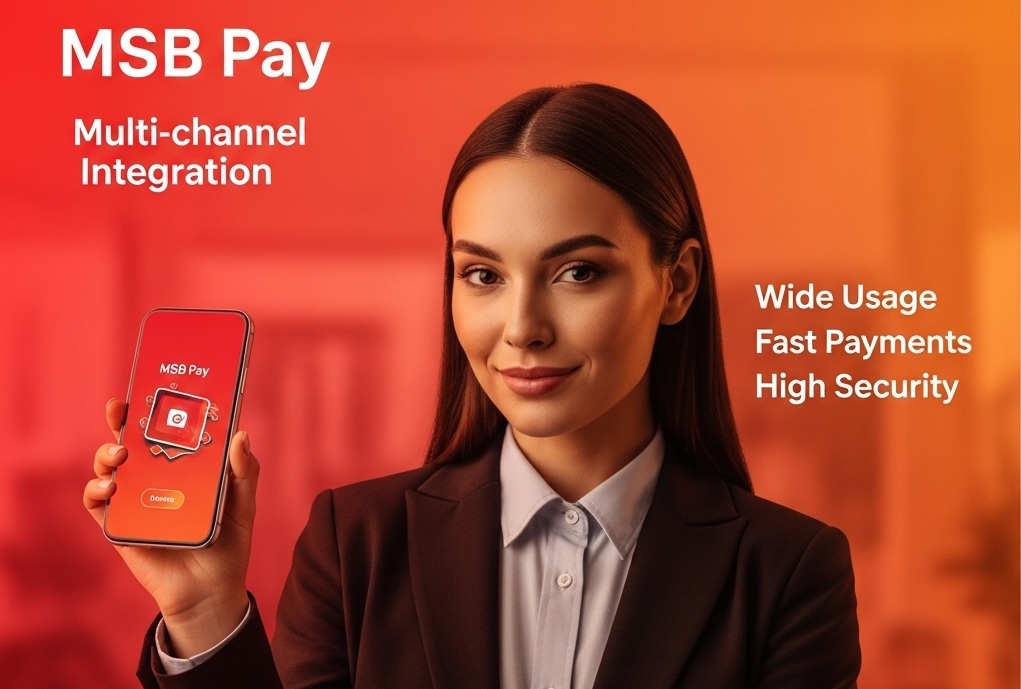 MSB Pay
Multi-channel
Integration
Wide Usage
Fast Payments
High Security
MSB Pay